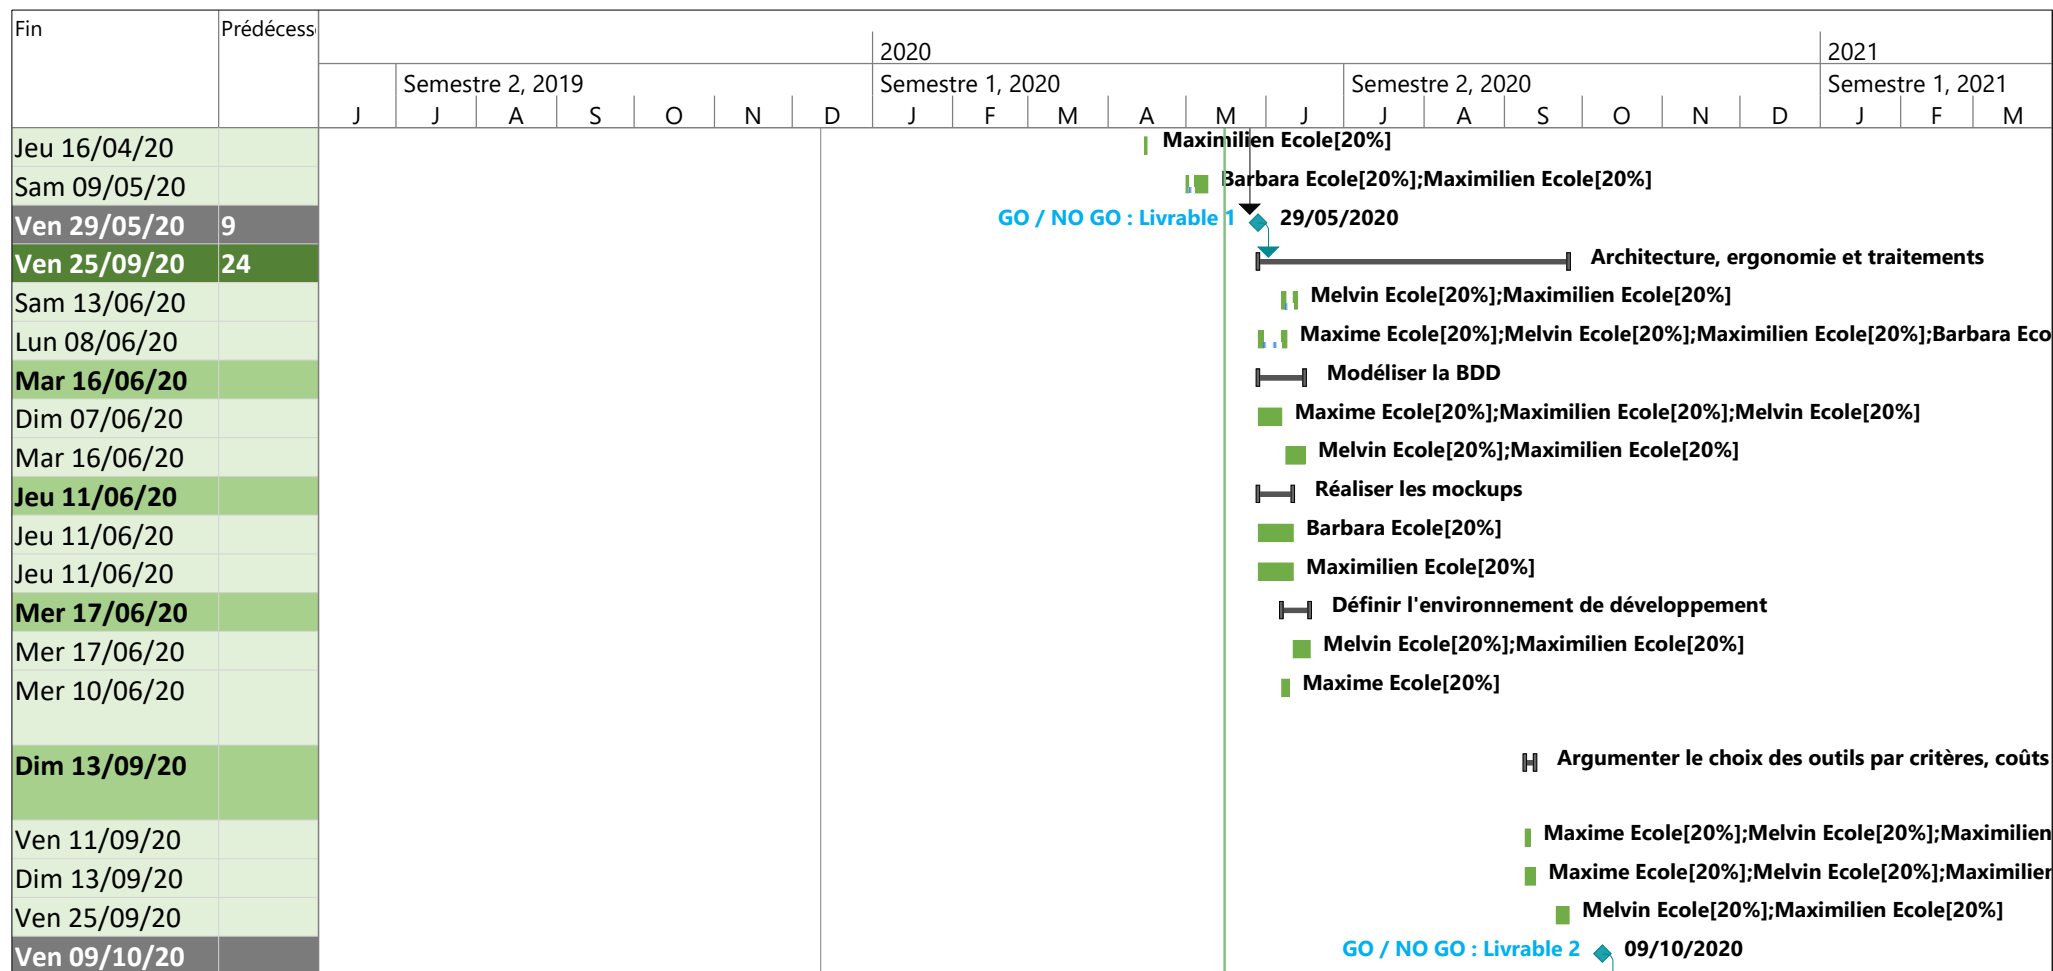 Fin Prédécess
2020 2021
Semestre 2, 2019 Semestre 1, 2020 Semestre 2, 2020 Semestre 1, 2021
J J A S O N D J F M A M J J A S O N D J F M
Jeu 16/04/20 Maximilien Ecole[20%]
Sam 09/05/20 Barbara Ecole[20%];Maximilien Ecole[20%]
Ven 29/05/20 9 GO / NO GO : Livrable 1 29/05/2020
Ven 25/09/20 24 Architecture, ergonomie et traitements
Sam 13/06/20 Melvin Ecole[20%];Maximilien Ecole[20%]
Lun 08/06/20 Maxime Ecole[20%];Melvin Ecole[20%];Maximilien Ecole[20%];Barbara Eco
Mar 16/06/20 Modéliser la BDD
Dim 07/06/20 Maxime Ecole[20%];Maximilien Ecole[20%];Melvin Ecole[20%]
Mar 16/06/20 Melvin Ecole[20%];Maximilien Ecole[20%]
Jeu 11/06/20 Réaliser les mockups
Jeu 11/06/20 Barbara Ecole[20%]
Jeu 11/06/20 Maximilien Ecole[20%]
Mer 17/06/20 Définir l'environnement de développement
Mer 17/06/20 Melvin Ecole[20%];Maximilien Ecole[20%]
Mer 10/06/20 Maxime Ecole[20%]
Dim 13/09/20 Argumenter le choix des outils par critères, coûts
Ven 11/09/20 Maxime Ecole[20%];Melvin Ecole[20%];Maximilien
Dim 13/09/20 Maxime Ecole[20%];Melvin Ecole[20%];Maximilien
Ven 25/09/20 Melvin Ecole[20%];Maximilien Ecole[20%]
Ven 09/10/20 GO / NO GO : Livrable 2 09/10/2020